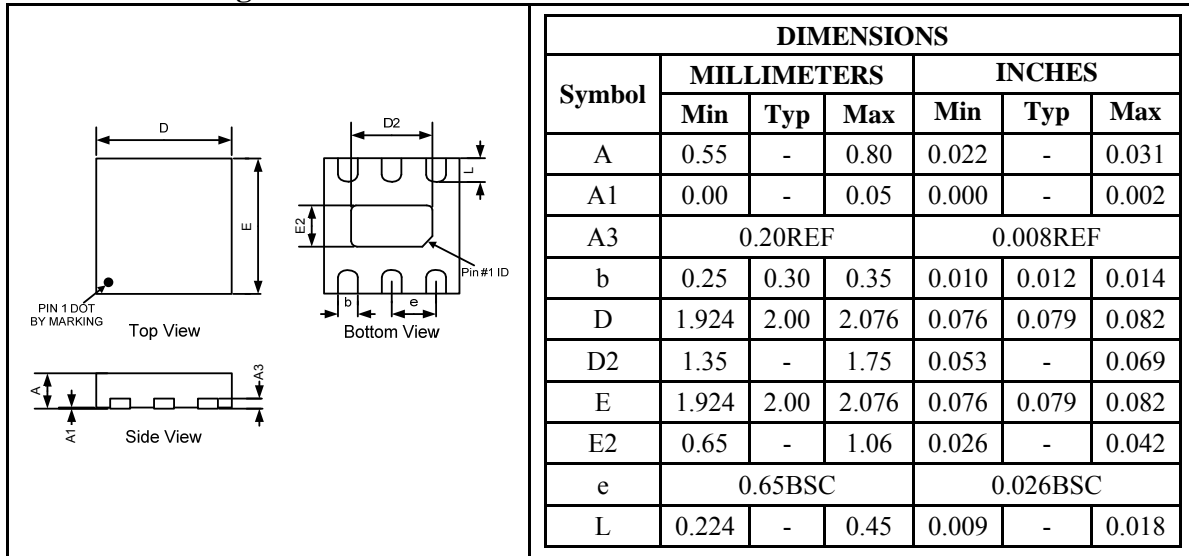 D
E
PIN 1 DOT
BY MARKING
Top View
D2
L
E2
Pin #1 ID
b
e
Bottom View
A
A1
A3
Side View
DIMENSIONS
Symbol MILLIMETERS INCHES
Min Typ Max Min Typ Max
A 0.55 - 0.80 0.022 - 0.031
A1 0.00 - 0.05 0.000 - 0.002
A3 0.20REF 0.008REF
b 0.25 0.30 0.35 0.010 0.012 0.014
D 1.924 2.00 2.076 0.076 0.079 0.082
D2 1.35 - 1.75 0.053 - 0.069
E 1.924 2.00 2.076 0.076 0.079 0.082
E2 0.65 - 1.06 0.026 - 0.042
e 0.65BSC 0.026BSC
L 0.224 - 0.45 0.009 - 0.018